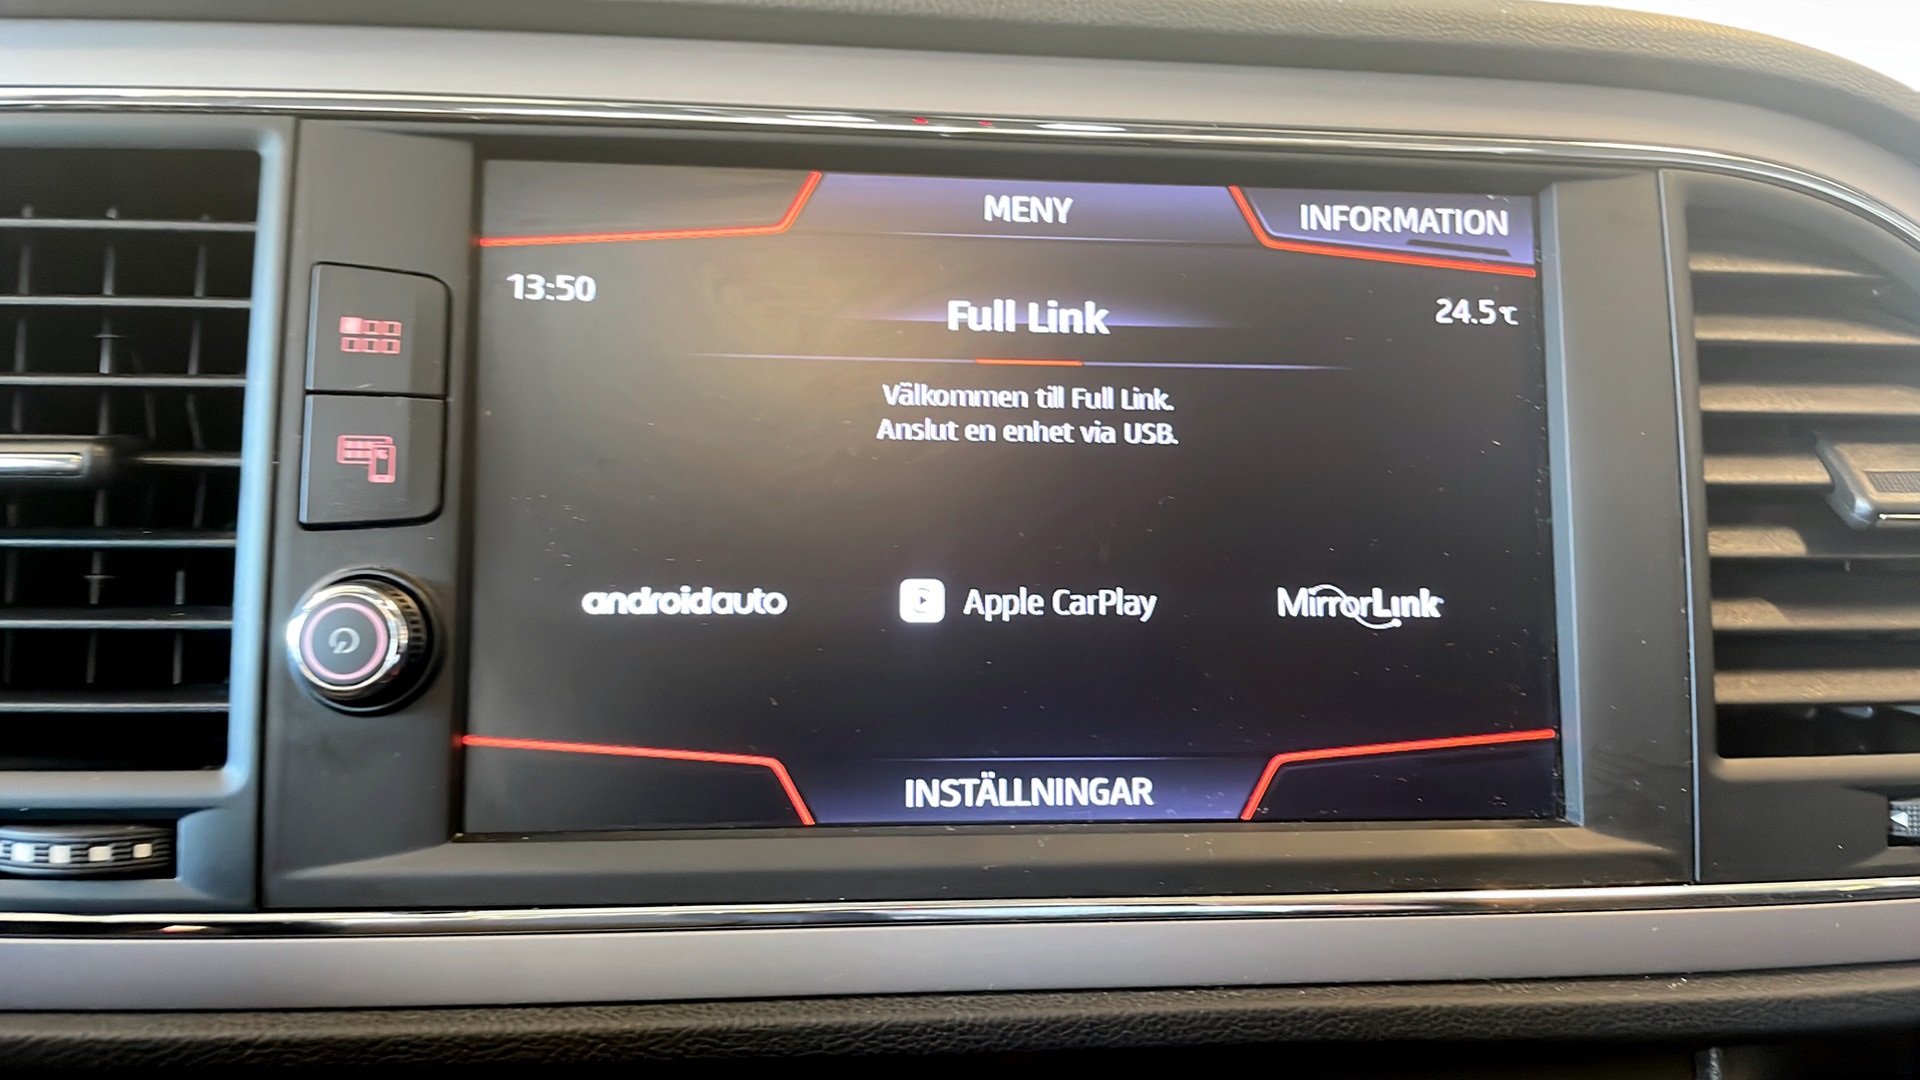 MENY
INFORMATION
13:50
24.5℃
Full Link
Välkommen till Full Link.
Anslut en enhet via USB.
androidauto
Apple CarPlay
MirrorLink
INSTÄLLNINGAR